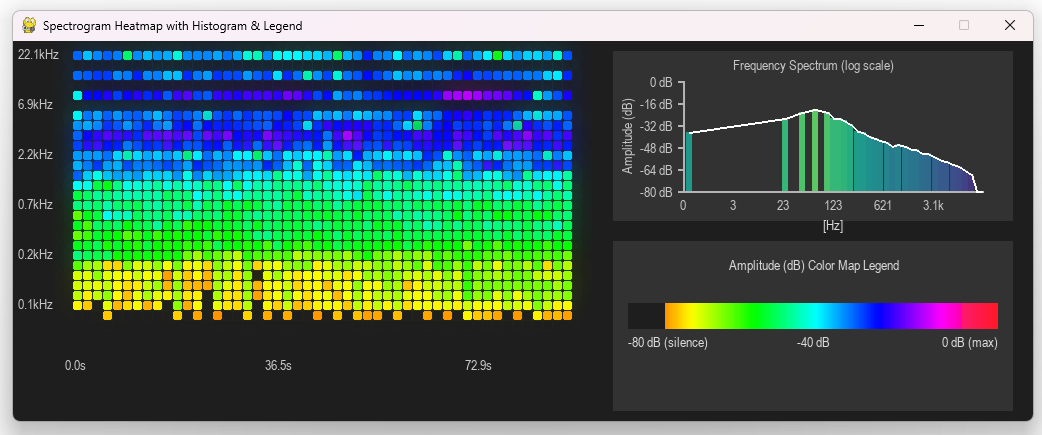 Spectrogram Heatmap with Histogram & Legend
22.1kHz
6.9kHz
2.2kHz
0.7kHz
0.2kHz
0.1kHz
0.0s 36.5s 72.9s
Frequency Spectrum (log scale)
Amplitude (dB)
0 dB
-16 dB
-32 dB
-48 dB
-64 dB
-80 dB
0 3 23 123 621 3.1k
[Hz]
Amplitude (dB) Color Map Legend
-80 dB (silence) -40 dB 0 dB (max)